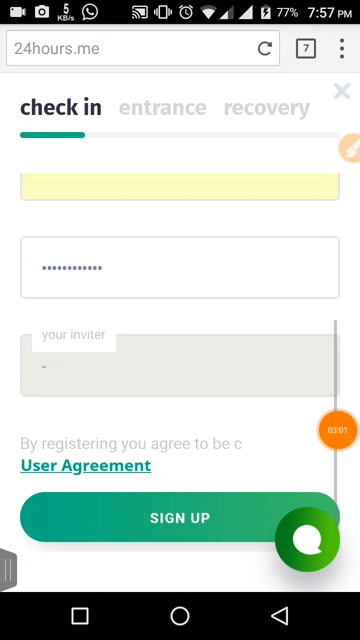 5
KB/s
77% 7:57 PM
24hours.me
7
check in entrance recovery
••••••••••••
your inviter
-
By registering you agree to be c
User Agreement
03:01
SIGN UP